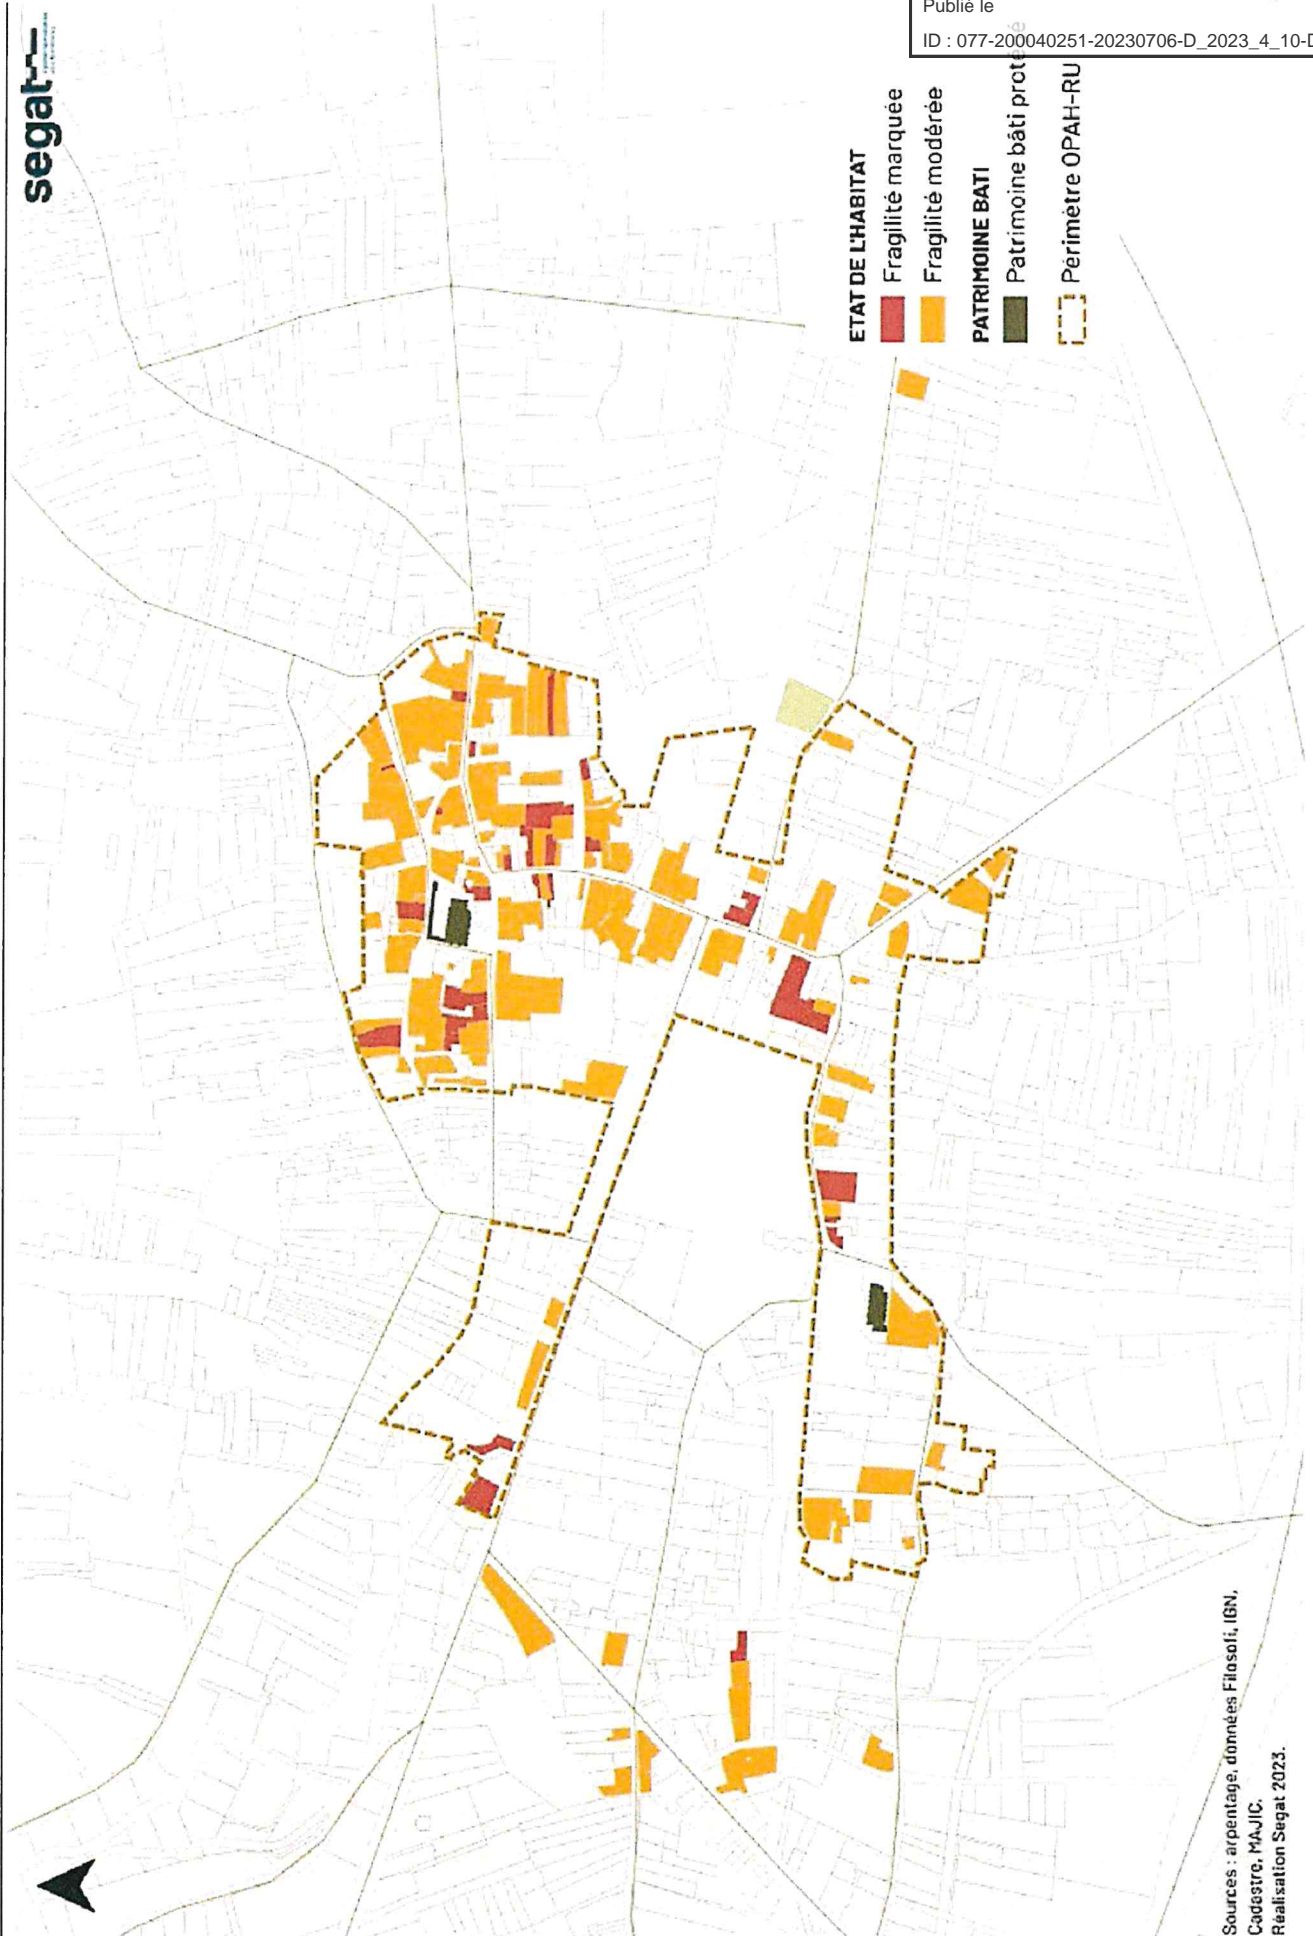 Publié le
ID : 077-200040251-20230706-D_2023_4_10-D
segat
ETAT DE L'HABITAT
Fragilité marquée
Fragilité modérée
PATRIMOINE BATI
Patrimoine bâti protégé
Périmètre OPAH-RU
Sources : arpentage, données Filosofi, IGN,
Cadastre, MAJIC.
Réalisation Segat 2023.